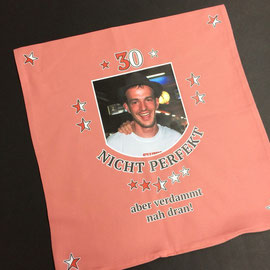 30
NICHT PERFEKT
aber verdammt
nah dran!